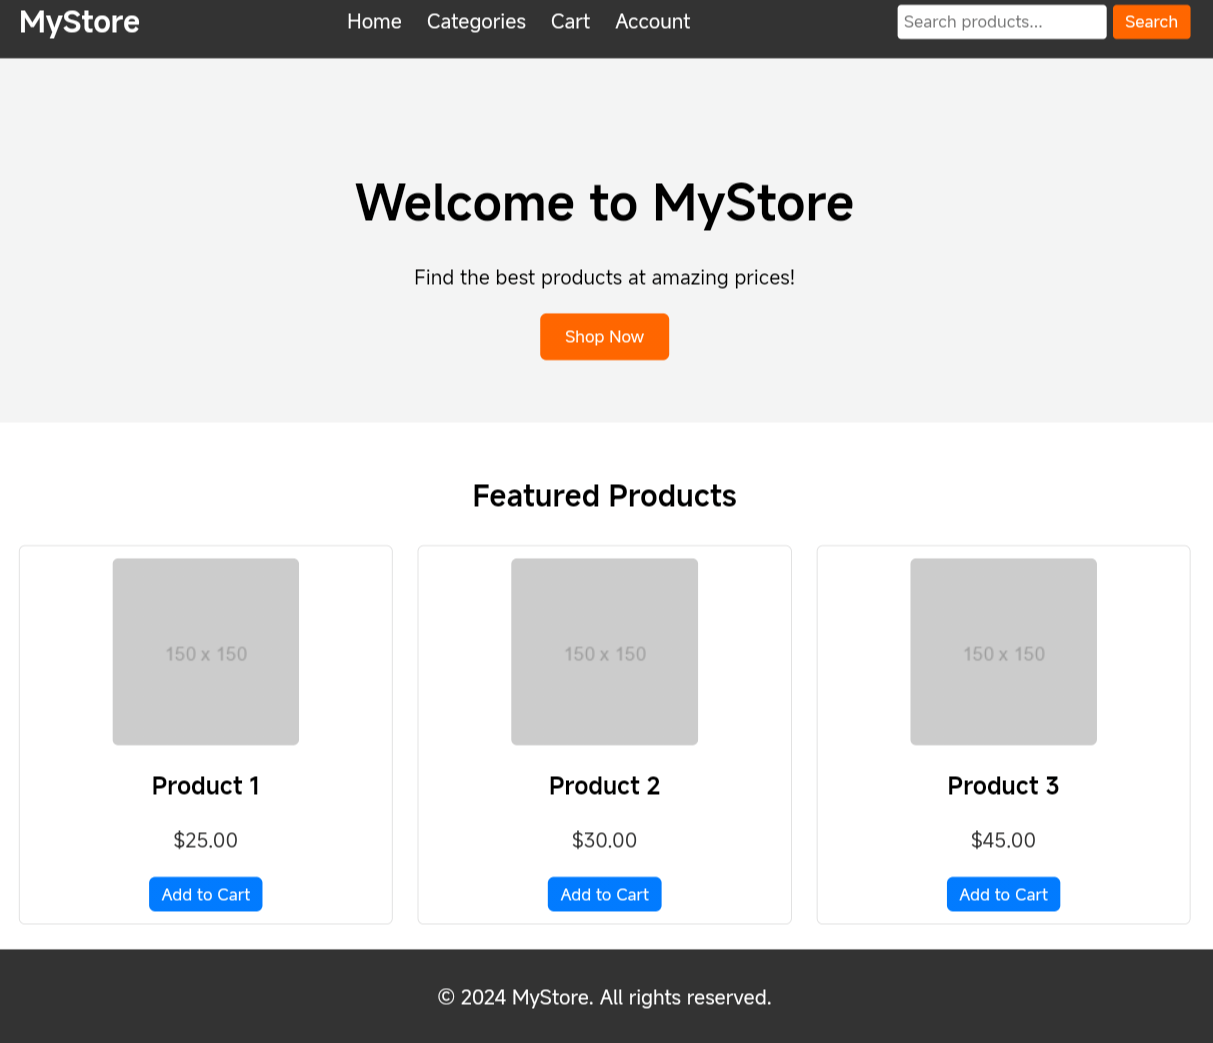 MyStore
Home Categories Cart Account
Search products...
Search
Welcome to MyStore
Find the best products at amazing prices!
Shop Now
Featured Products
150 x 150
Product 1
$25.00
Add to Cart
150 x 150
Product 2
$30.00
Add to Cart
150 x 150
Product 3
$45.00
Add to Cart
© 2024 MyStore. All rights reserved.